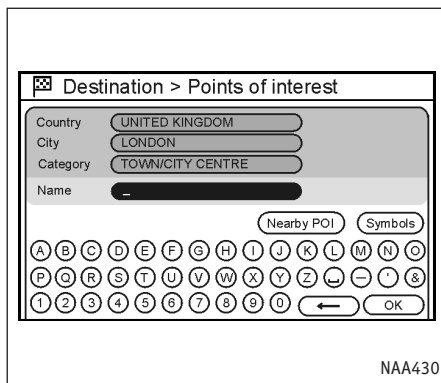 Destination > Points of interest
Country UNITED KINGDOM
City LONDON
Category TOWN/CITY CENTRE
Name _
Nearby POI Symbols
A B C D E F G H I J K L M N O
P Q R S T U V W X Y Z ␣ – ' &
1 2 3 4 5 6 7 8 9 0 ← OK
NAA430